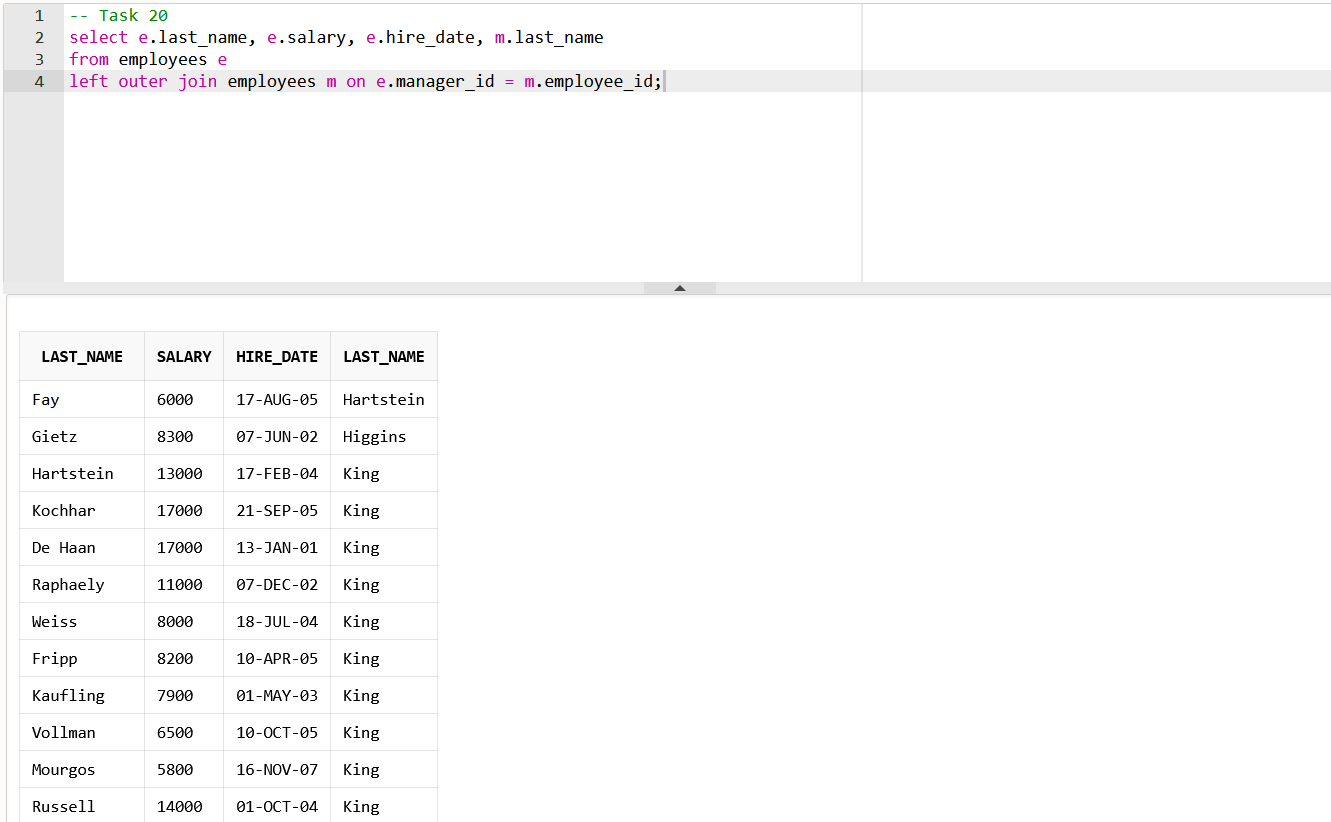 1 -- Task 20
2 select e.last_name, e.salary, e.hire_date, m.last_name
3 from employees e
4 left outer join employees m on e.manager_id = m.employee_id;
LAST_NAME SALARY HIRE_DATE LAST_NAME
Fay 6000 17-AUG-05 Hartstein
Gietz 8300 07-JUN-02 Higgins
Hartstein 13000 17-FEB-04 King
Kochhar 17000 21-SEP-05 King
De Haan 17000 13-JAN-01 King
Raphaely 11000 07-DEC-02 King
Weiss 8000 18-JUL-04 King
Fripp 8200 10-APR-05 King
Kaufling 7900 01-MAY-03 King
Vollman 6500 10-OCT-05 King
Mourgos 5800 16-NOV-07 King
Russell 14000 01-OCT-04 King